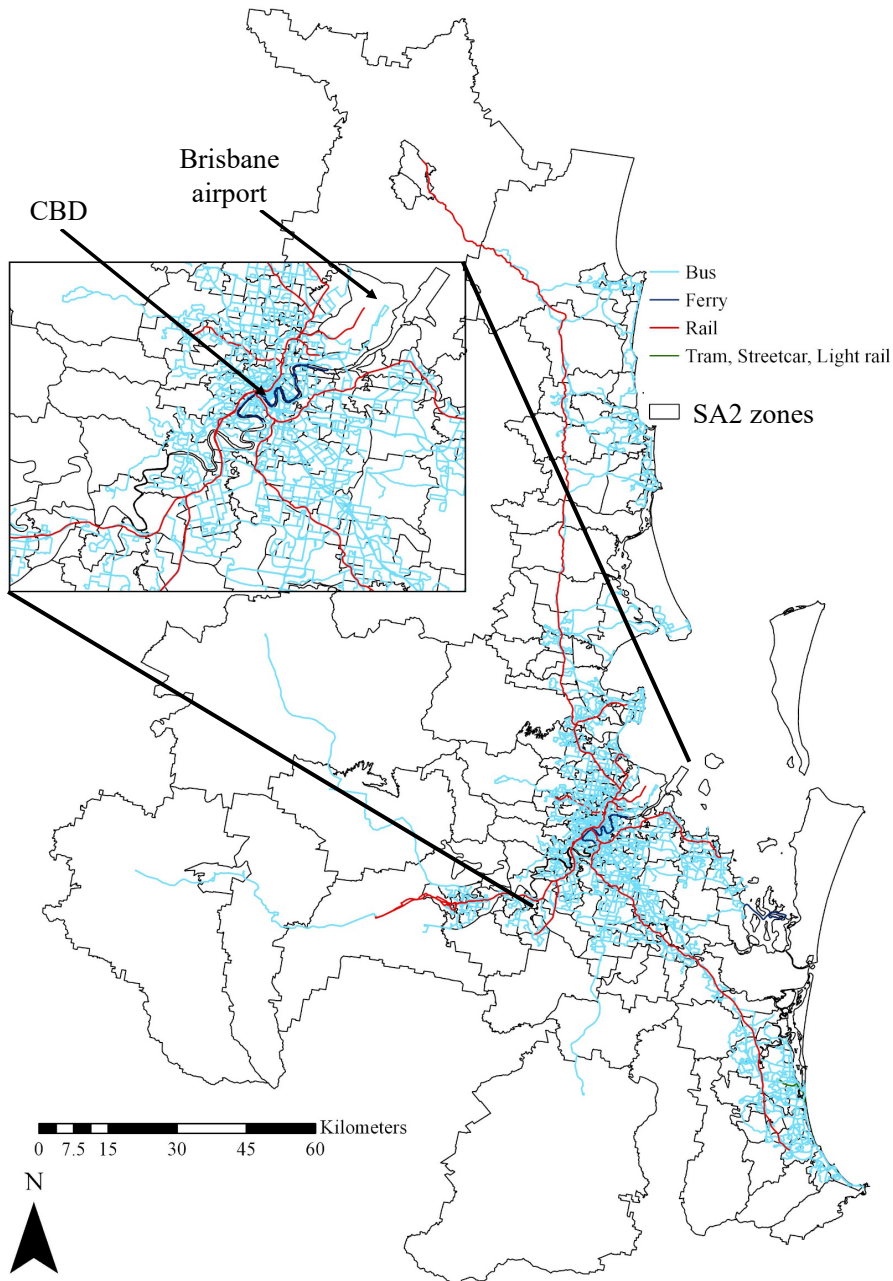 Brisbane
airport
CBD
Bus
Ferry
Rail
Tram, Streetcar, Light rail
SA2 zones
Kilometers
0 7.5 15 30 45 60
N